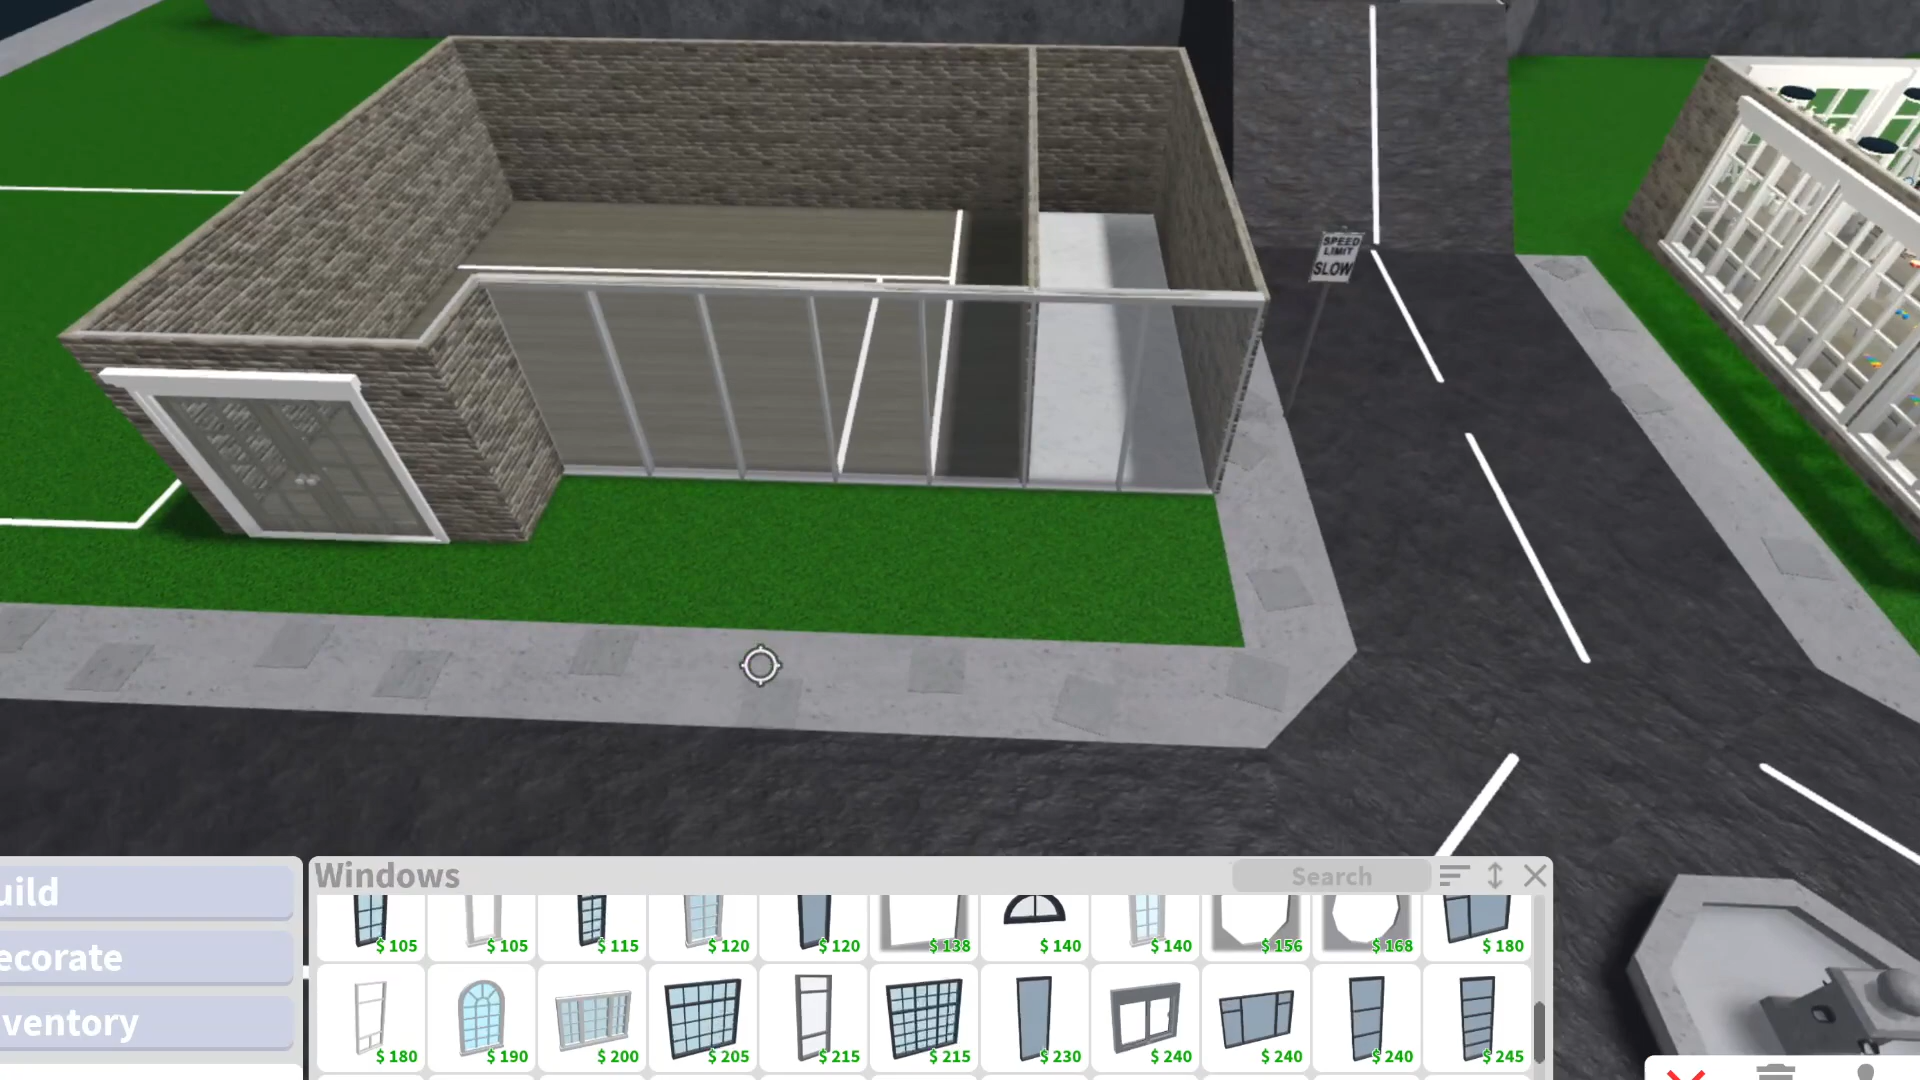 SPEED
LIMIT
SLOW
uild
ecorate
ventory
Windows
Search
$ 105 $ 105 $ 115 $ 120 $ 120 $ 138 $ 140 $ 140 $ 156 $ 168 $ 180
$ 180 $ 190 $ 200 $ 205 $ 215 $ 215 $ 230 $ 240 $ 240 $ 240 $ 245